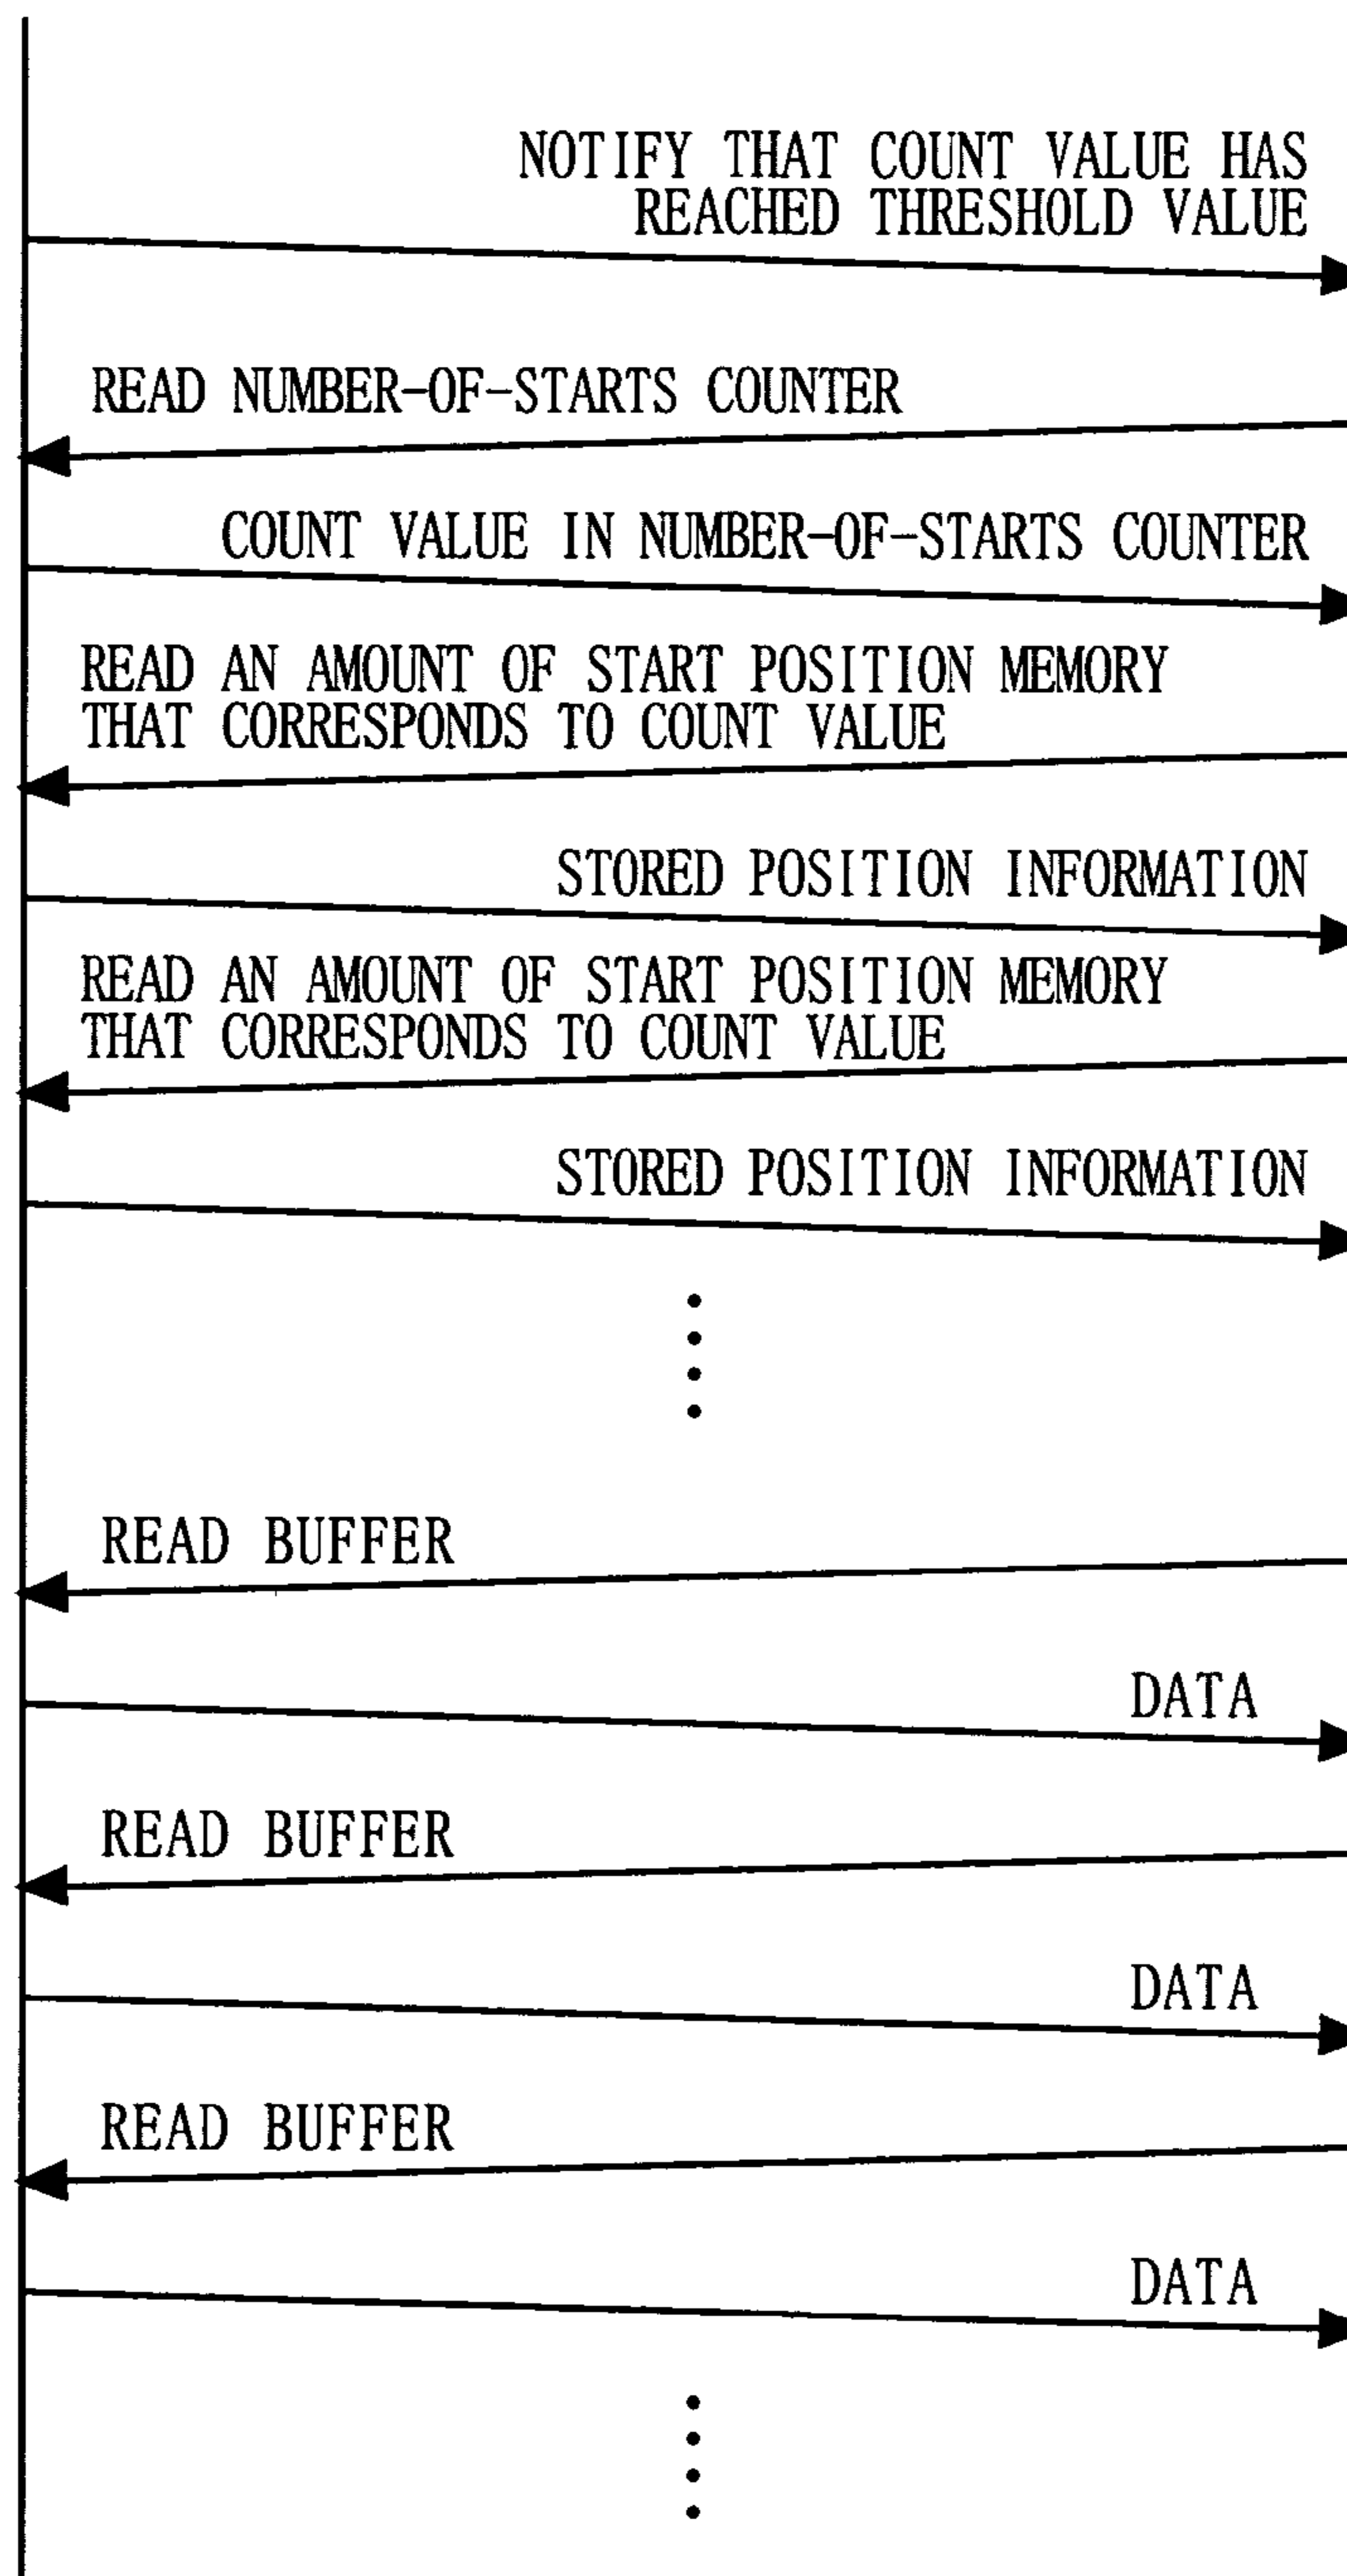 NOTIFY THAT COUNT VALUE HAS
REACHED THRESHOLD VALUE
READ NUMBER-OF-STARTS COUNTER
COUNT VALUE IN NUMBER-OF-STARTS COUNTER
READ AN AMOUNT OF START POSITION MEMORY
THAT CORRESPONDS TO COUNT VALUE
STORED POSITION INFORMATION
READ AN AMOUNT OF START POSITION MEMORY
THAT CORRESPONDS TO COUNT VALUE
STORED POSITION INFORMATION
READ BUFFER
DATA
READ BUFFER
DATA
READ BUFFER
DATA